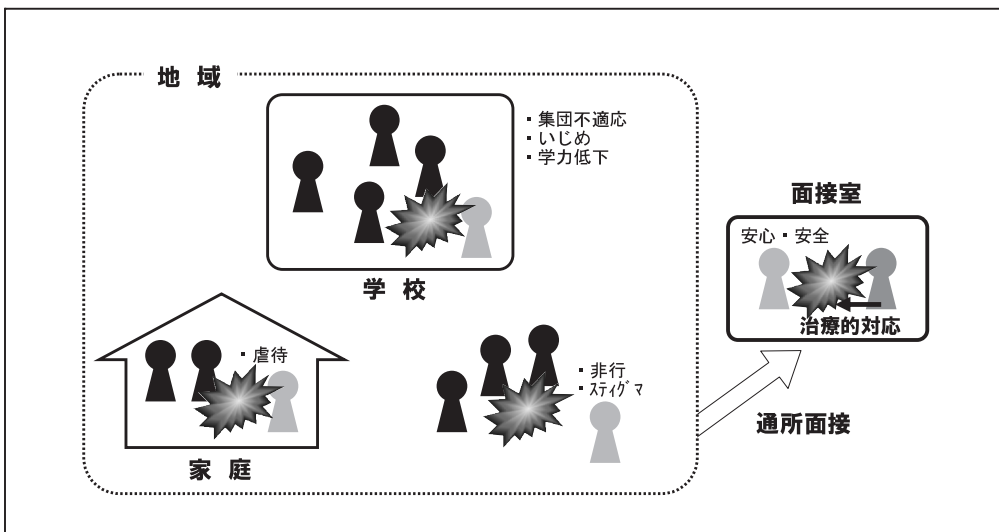 地 域
・集団不適応
・いじめ
・学力低下
学 校
面接室
安心・安全
治療的対応
・虐待
家 庭
・非行
・ｽﾃｨｸﾞﾏ
通所面接